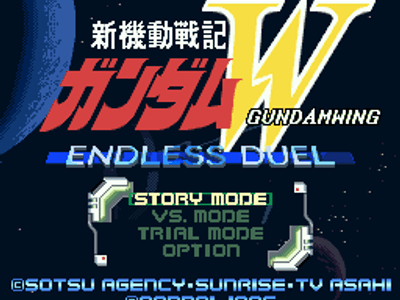 新機動戦記
ガンダムW
GUNDAMWING
ENDLESS DUEL
STORY MODE
VS. MODE
TRIAL MODE
OPTION
©SOTSU AGENCY·SUNRISE·TV ASAHI